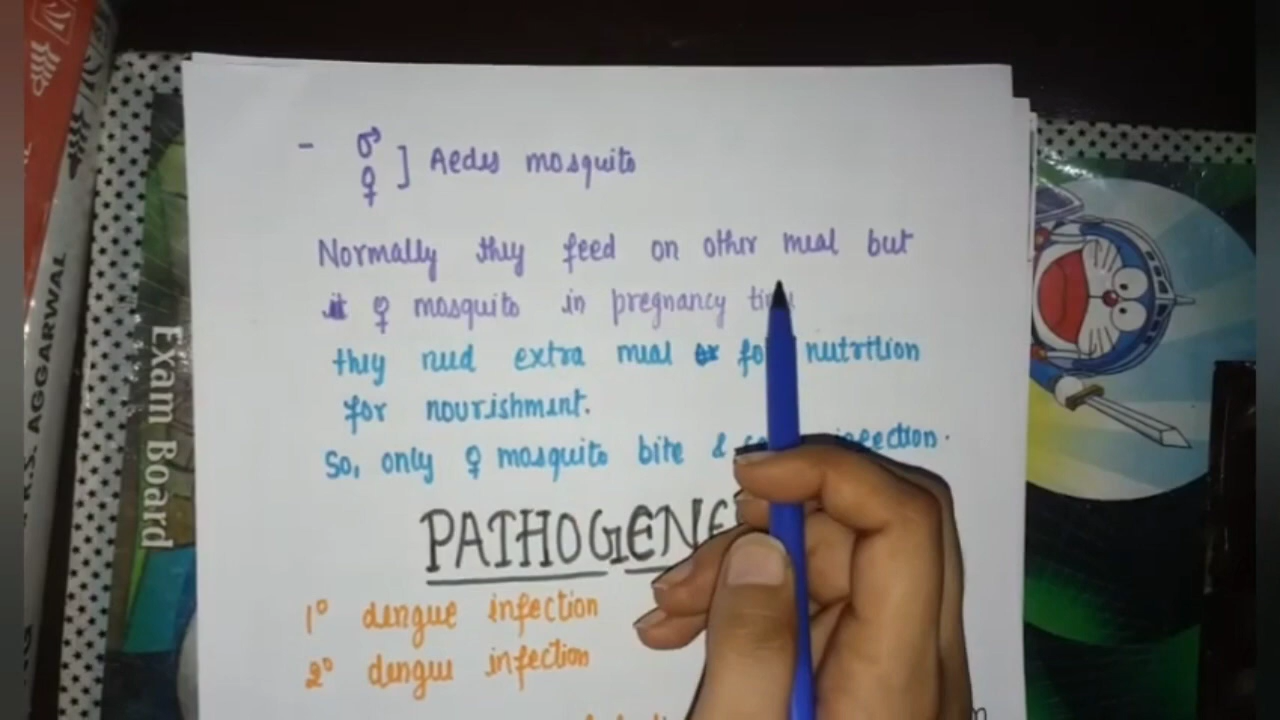 - ♂
♀ ] Aedes mosquito
Normally they feed on other meal but
♀ mosquito in pregnancy
they need extra meal for nutrition
for nourishment.
So, only ♀ mosquito bite & infection.
PATHOGENE
1° dengue infection
2° dengue infection
R.S. AGGARWAL
Exam Board